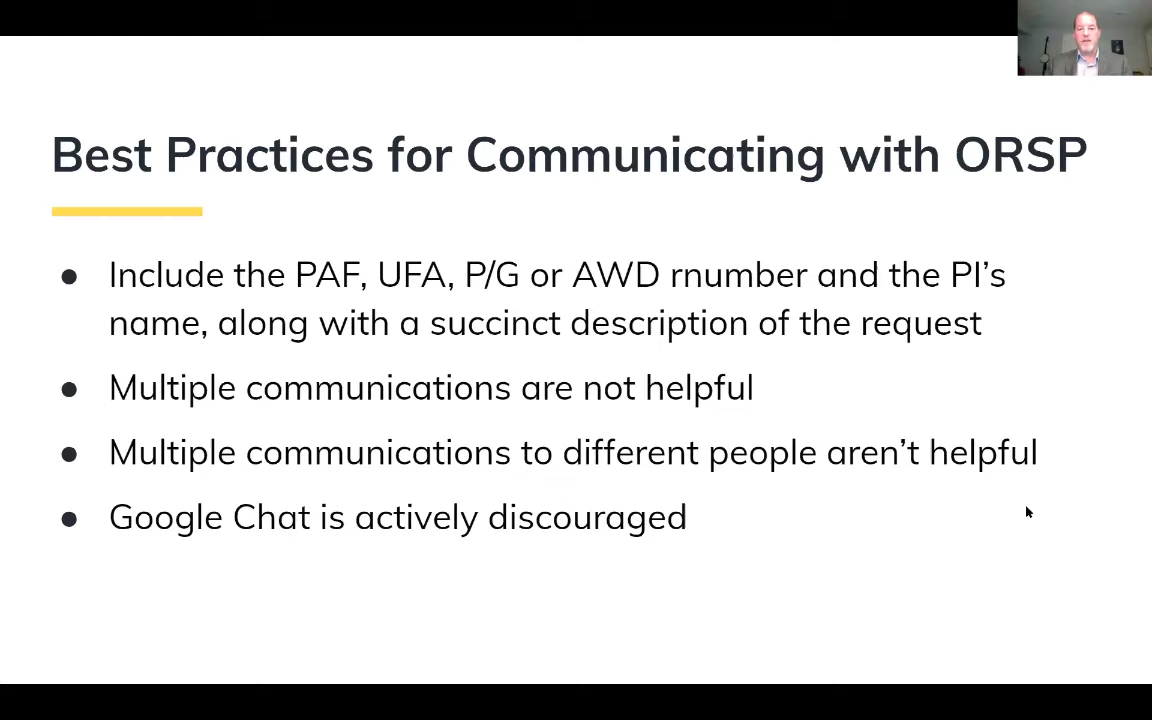 Best Practices for Communicating with ORSP
● Include the PAF, UFA, P/G or AWD rnumber and the PI’s
name, along with a succinct description of the request
● Multiple communications are not helpful
● Multiple communications to different people aren’t helpful
● Google Chat is actively discouraged